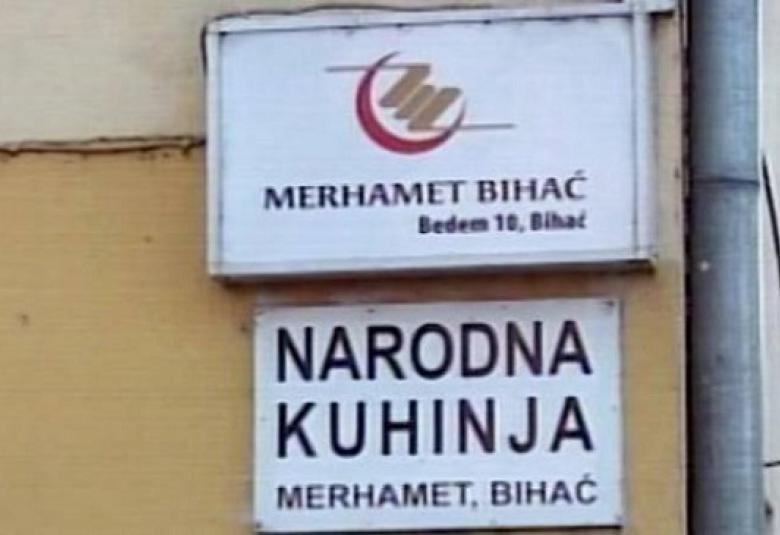 MERHAMET BIHAĆ
Bedem 10, Bihać
NARODNA
KUHINJA
MERHAMET, BIHAĆ